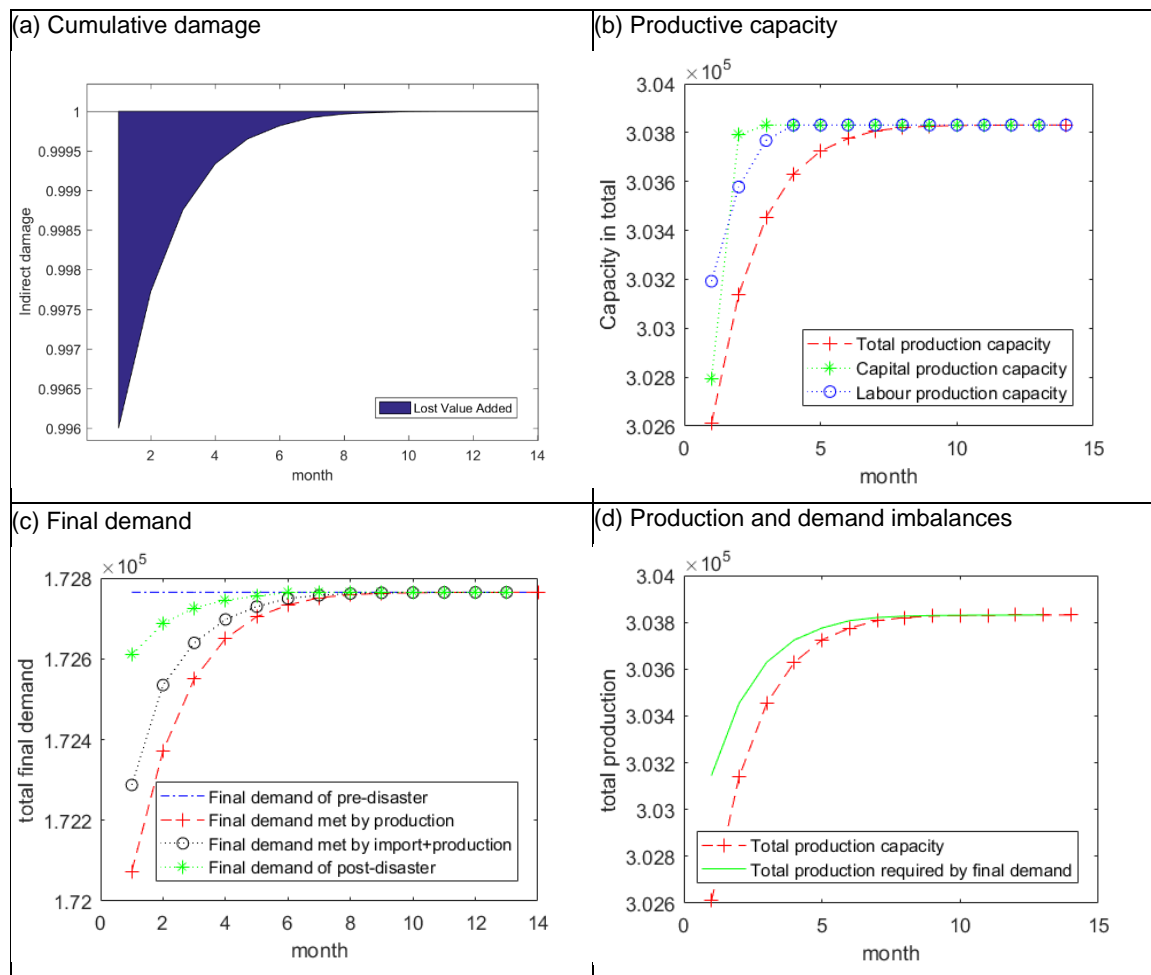 (a) Cumulative damage
1
0.9995
0.999
0.9985
0.998
0.9975
0.997
0.9965
0.996
Indirect damage
Lost Value Added
2 4 6 8 10 12 14
month
(b) Productive capacity
× 10^5
3.04
3.038
3.036
3.034
3.032
3.03
3.028
3.026
Capacity in total
Total production capacity
Capital production capacity
Labour production capacity
0 5 10 15
month
(c) Final demand
× 10^5
1.728
1.726
1.724
1.722
1.72
total final demand
Final demand of pre-disaster
Final demand met by production
Final demand met by import+production
Final demand of post-disaster
0 2 4 6 8 10 12 14
month
(d) Production and demand imbalances
× 10^5
3.04
3.038
3.036
3.034
3.032
3.03
3.028
3.026
total production
Total production capacity
Total production required by final demand
0 5 10 15
month